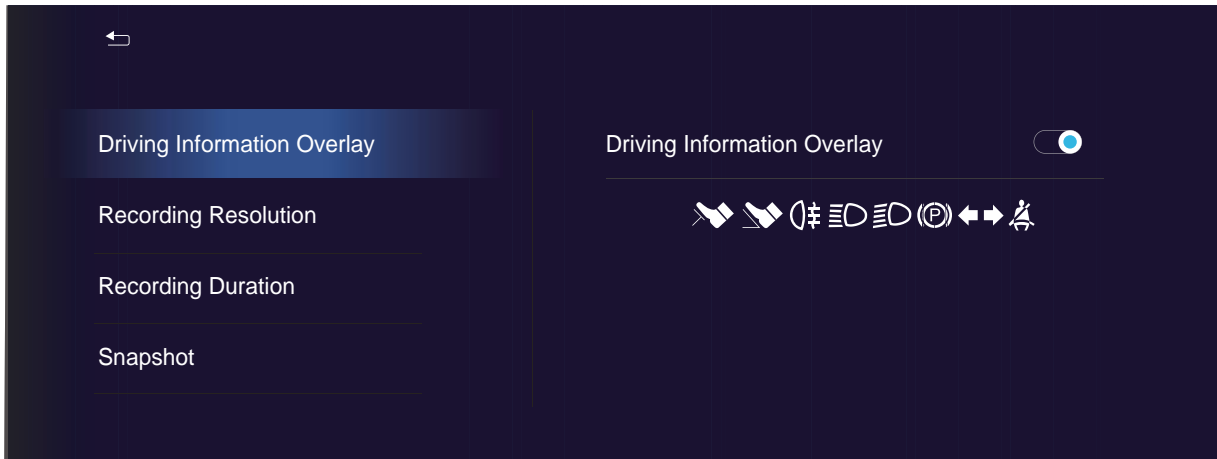 Driving Information Overlay
Recording Resolution
Recording Duration
Snapshot
Driving Information Overlay